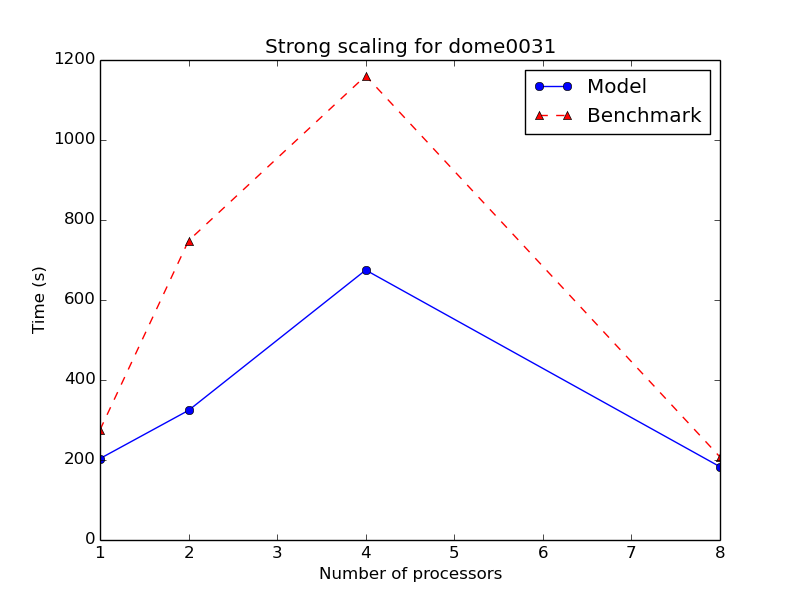 Strong scaling for dome0031
Model
Benchmark
1200
1000
800
600
400
200
0
Time (s)
1 2 3 4 5 6 7 8
Number of processors